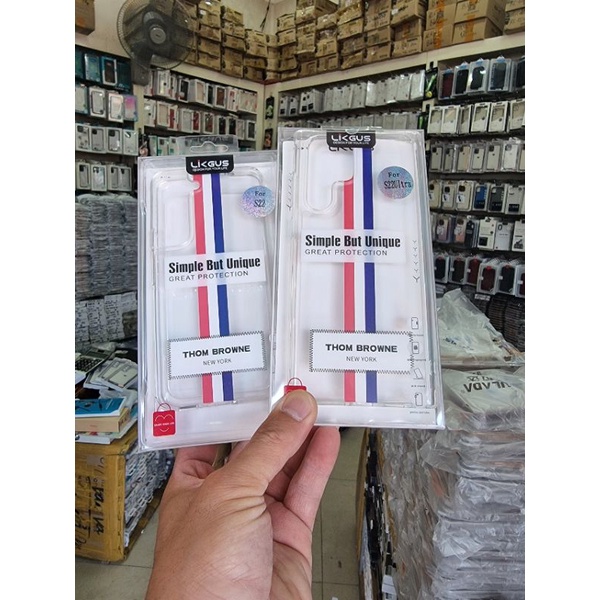 LIKGUS
For
S22
Simple But Unique
GREAT PROTECTION
THOM BROWNE
NEW YORK
LIKGUS
For
S22Ultra
Simple But Unique
GREAT PROTECTION
THOM BROWNE
NEW YORK
ULADA